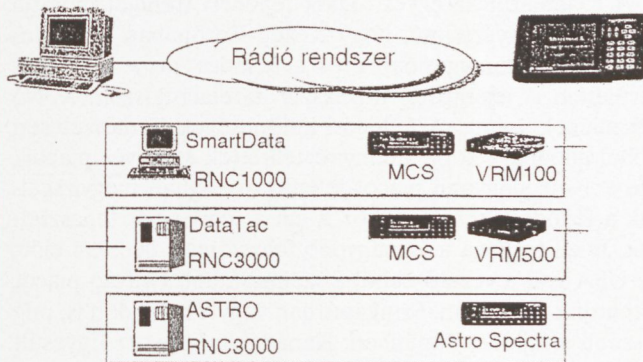 Rádió rendszer
SmartData
RNC1000
MCS
VRM100
DataTac
RNC3000
MCS
VRM500
ASTRO
RNC3000
Astro Spectra